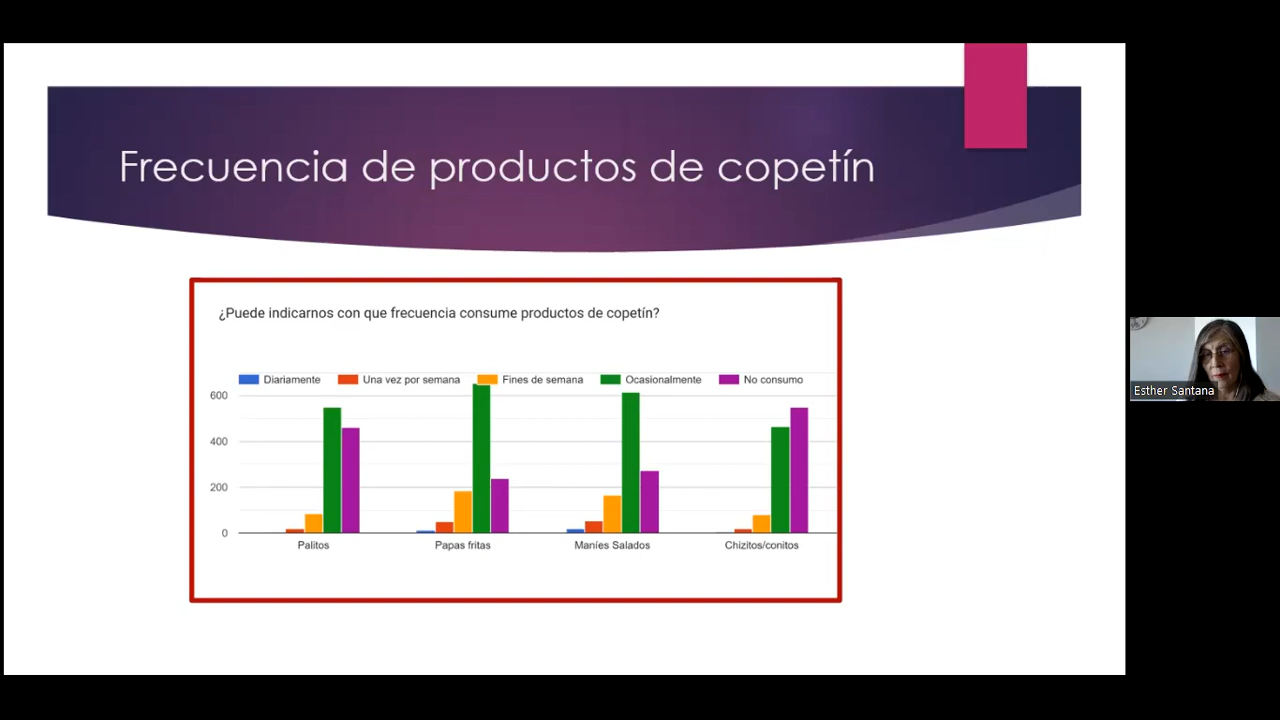 Frecuencia de productos de copetín
¿Puede indicarnos con que frecuencia consume productos de copetín?
Diariamente Una vez por semana Fines de semana Ocasionalmente No consumo
600
400
200
0
Palitos Papas fritas Maníes Salados Chizitos/conitos
Esther Santana